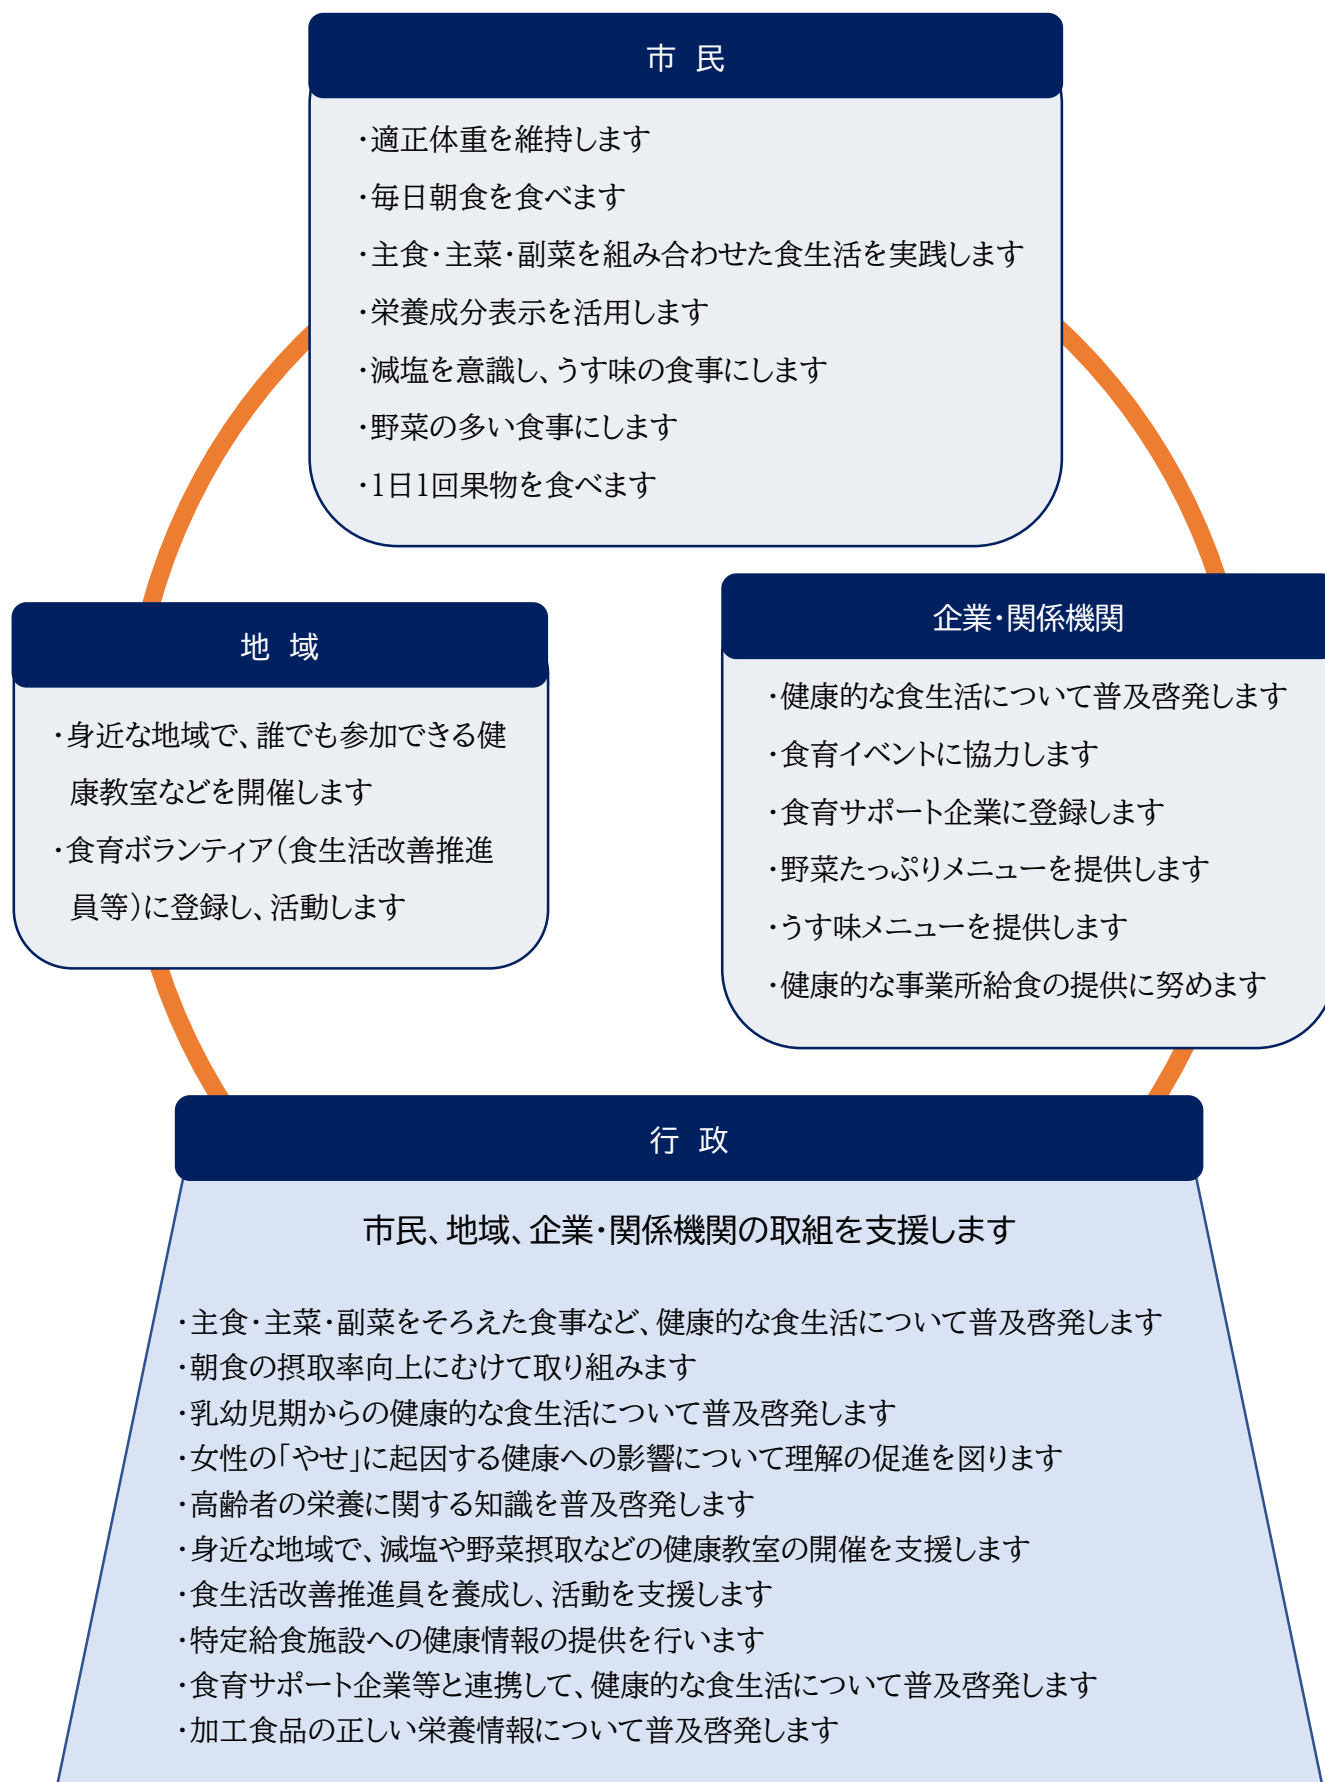 市 民
・適正体重を維持します
・毎日朝食を食べます
・主食・主菜・副菜を組み合わせた食生活を実践します
・栄養成分表示を活用します
・減塩を意識し、うす味の食事にします
・野菜の多い食事にします
・1日1回果物を食べます
地 域
・身近な地域で、誰でも参加できる健
康教室などを開催します
・食育ボランティア（食生活改善推進
員等）に登録し、活動します
企業・関係機関
・健康的な食生活について普及啓発します
・食育イベントに協力します
・食育サポート企業に登録します
・野菜たっぷりメニューを提供します
・うす味メニューを提供します
・健康的な事業所給食の提供に努めます
行 政
市民、地域、企業・関係機関の取組を支援します
・主食・主菜・副菜をそろえた食事など、健康的な食生活について普及啓発します
・朝食の摂取率向上にむけて取り組みます
・乳幼児期からの健康的な食生活について普及啓発します
・女性の「やせ」に起因する健康への影響について理解の促進を図ります
・高齢者の栄養に関する知識を普及啓発します
・身近な地域で、減塩や野菜摂取などの健康教室の開催を支援します
・食生活改善推進員を養成し、活動を支援します
・特定給食施設への健康情報の提供を行います
・食育サポート企業等と連携して、健康的な食生活について普及啓発します
・加工食品の正しい栄養情報について普及啓発します